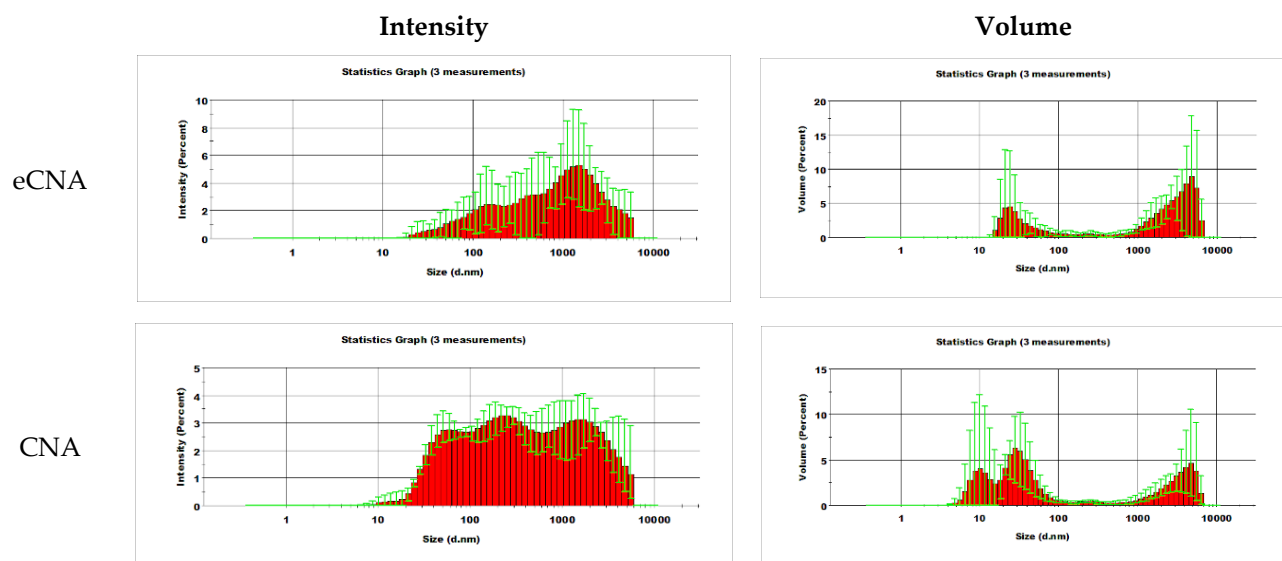 Intensity
Volume
eCNA
Statistics Graph (3 measurements)
Intensity (Percent)
10
8
6
4
2
0
1
10
100
1000
10000
Size (d.nm)
Statistics Graph (3 measurements)
Volume (Percent)
20
15
10
5
0
1
10
100
1000
10000
Size (d.nm)
CNA
Statistics Graph (3 measurements)
Intensity (Percent)
5
4
3
2
1
0
1
10
100
1000
10000
Size (d.nm)
Statistics Graph (3 measurements)
Volume (Percent)
15
10
5
0
1
10
100
1000
10000
Size (d.nm)